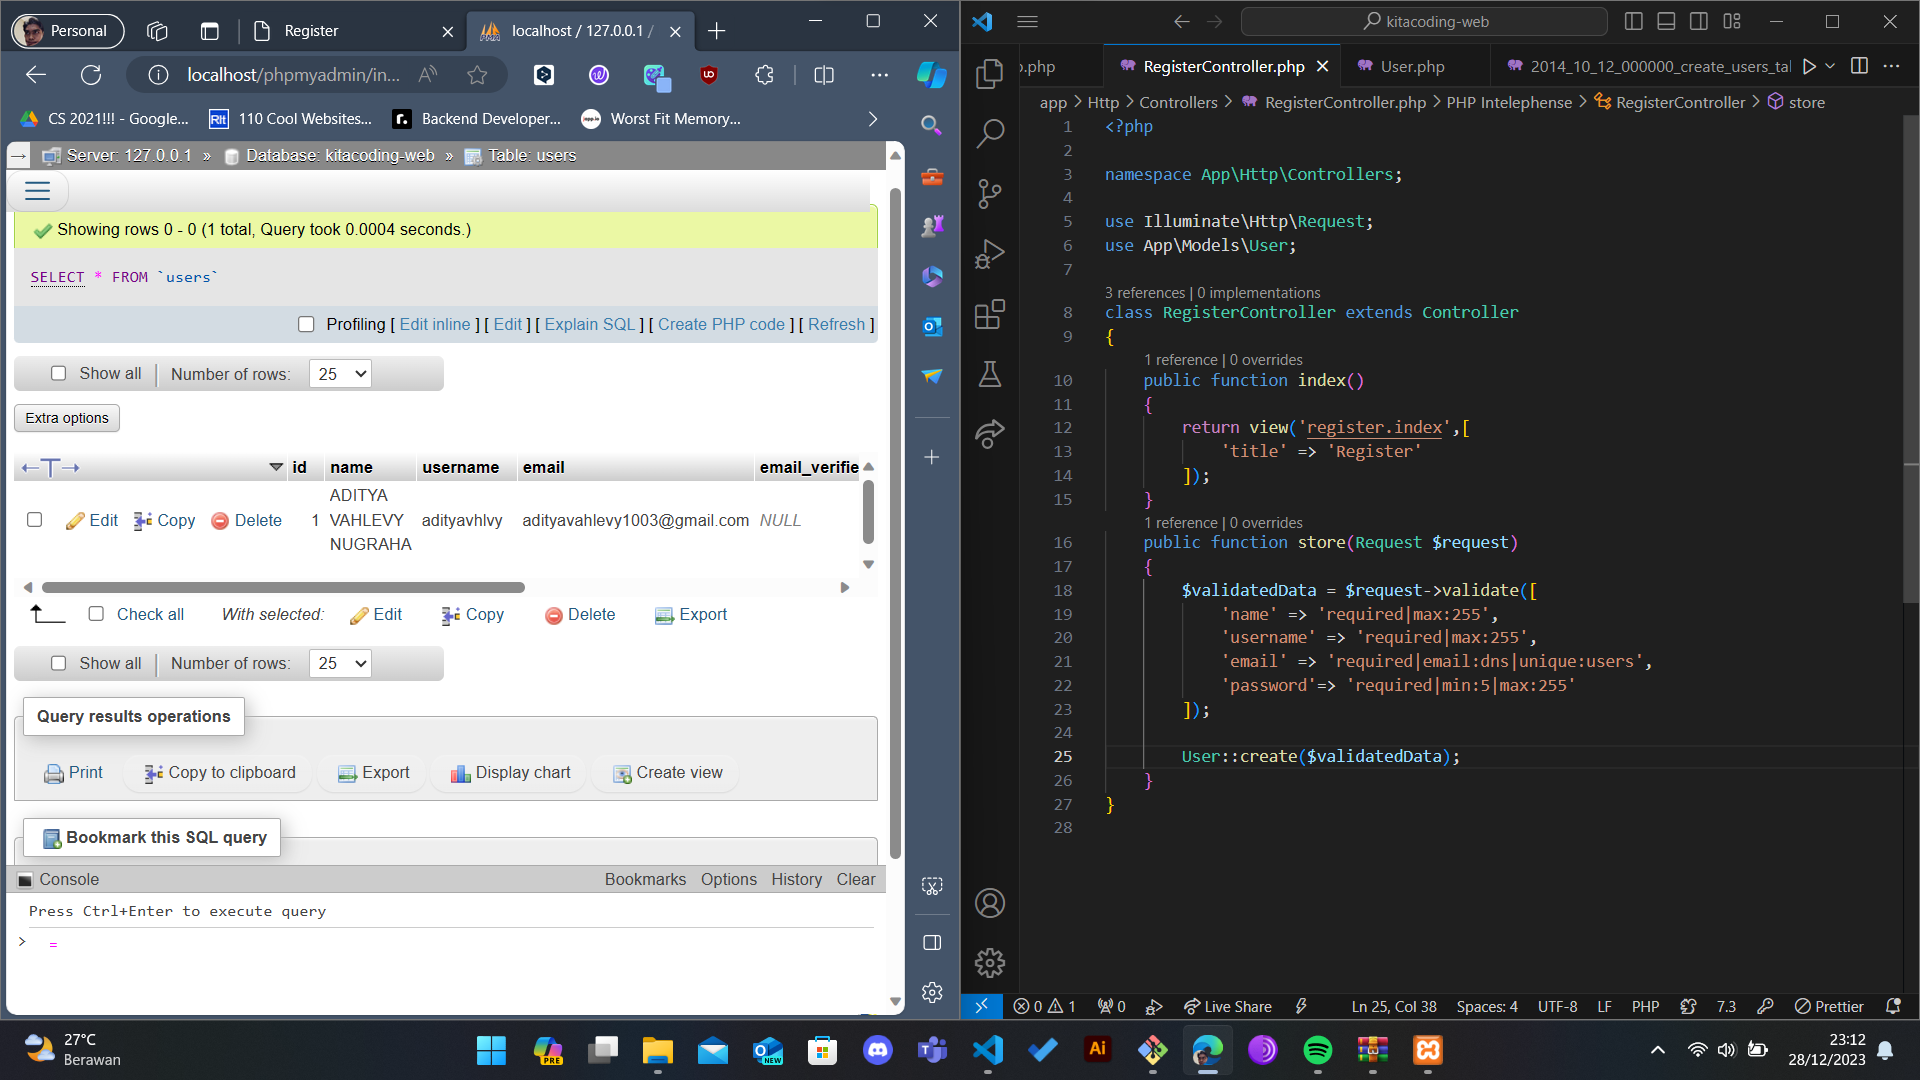 Personal
Register
localhost / 127.0.0.1 /
localhost/phpmyadmin/in...
CS 2021!!! - Google...
110 Cool Websites...
Backend Developer...
Worst Fit Memory...
Server: 127.0.0.1 » Database: kitacoding-web » Table: users
Showing rows 0 - 0 (1 total, Query took 0.0004 seconds.)
SELECT * FROM `users`
Profiling [ Edit inline ] [ Edit ] [ Explain SQL ] [ Create PHP code ] [ Refresh ]
Show all | Number of rows: 25
Extra options
id name username email email_verifie
Edit Copy Delete 1 ADITYA VAHLEVY NUGRAHA adityavhlvy adityavahlevy1003@gmail.com NULL
Check all With selected: Edit Copy Delete Export
Show all | Number of rows: 25
Query results operations
Print Copy to clipboard Export Display chart Create view
Bookmark this SQL query
Console Bookmarks Options History Clear
Press Ctrl+Enter to execute query
> =
kitacoding-web
.php RegisterController.php User.php 2014_10_12_000000_create_users_tal
app > Http > Controllers > RegisterController.php > PHP Intelephense > RegisterController > store
1 <?php
2
3 namespace App\Http\Controllers;
4
5 use Illuminate\Http\Request;
6 use App\Models\User;
7
3 references | 0 implementations
8 class RegisterController extends Controller
9 {
1 reference | 0 overrides
10 public function index()
11 {
12 return view('register.index',[
13 'title' => 'Register'
14 ]);
15 }
1 reference | 0 overrides
16 public function store(Request $request)
17 {
18 $validatedData = $request->validate([
19 'name' => 'required|max:255',
20 'username' => 'required|max:255',
21 'email' => 'required|email:dns|unique:users',
22 'password'=> 'required|min:5|max:255'
23 ]);
24
25 User::create($validatedData);
26 }
27 }
28
0 1 0 Live Share Ln 25, Col 38 Spaces: 4 UTF-8 LF PHP 7.3 Prettier
27°C
Berawan
PRE
NEW
Ai
23:12
28/12/2023